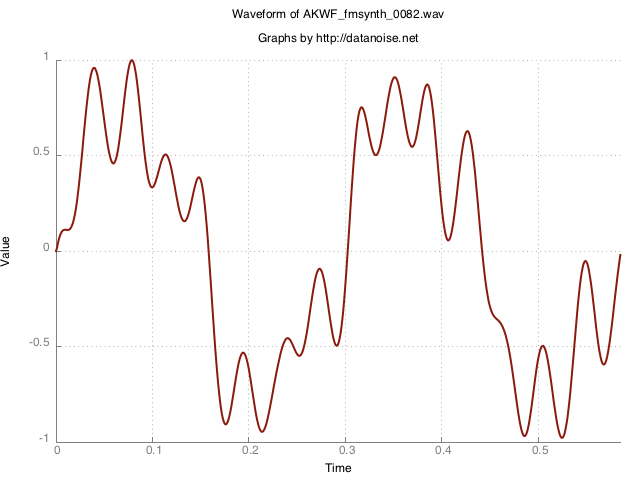 Waveform of AKWF_fmsynth_0082.wav
Graphs by http://datanoise.net
1
0.5
0
-0.5
-1
Value
0
0.1
0.2
0.3
0.4
0.5
Time